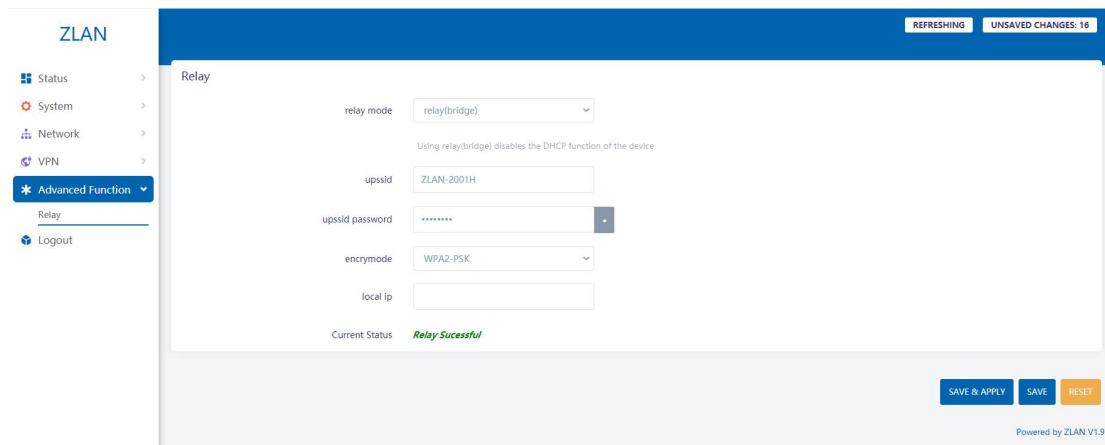 ZLAN
REFRESHING
UNSAVED CHANGES: 16
Status
System
Network
VPN
Advanced Function
Relay
Logout
Relay
relay mode
relay(bridge)
Using relay(bridge) disables the DHCP function of the device
upssid
ZLAN-2001H
upssid password
••••••••
encrymode
WPA2-PSK
local ip
Current Status
Relay Sucessful
SAVE & APPLY
SAVE
RESET
Powered by ZLAN V1.9